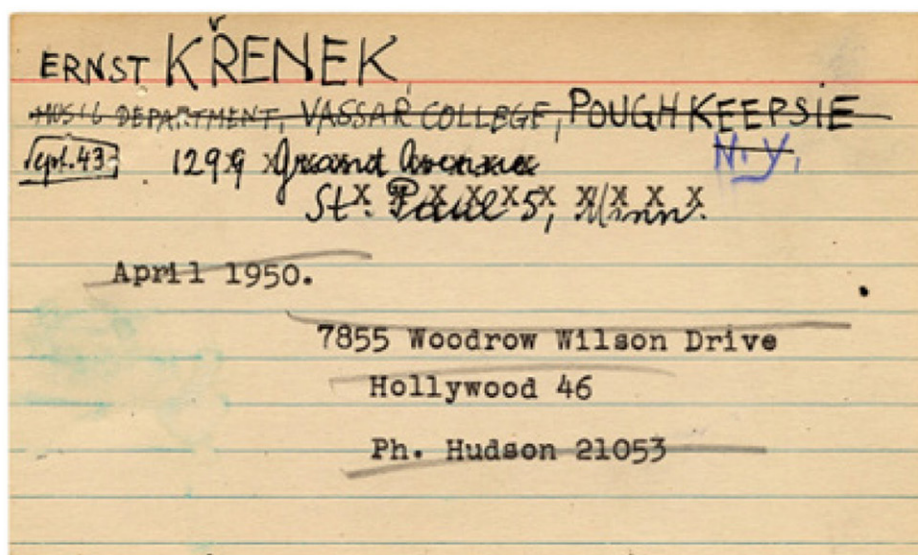 ERNST KŘENEK
MUSIC DEPARTMENT, VASSAR COLLEGE, POUGHKEEPSIE
N.Y.
Sept. 43 1299 Grand Avenue
St. Paul 5, Minn.
April 1950.
7855 Woodrow Wilson Drive
Hollywood 46
Ph. Hudson 21053